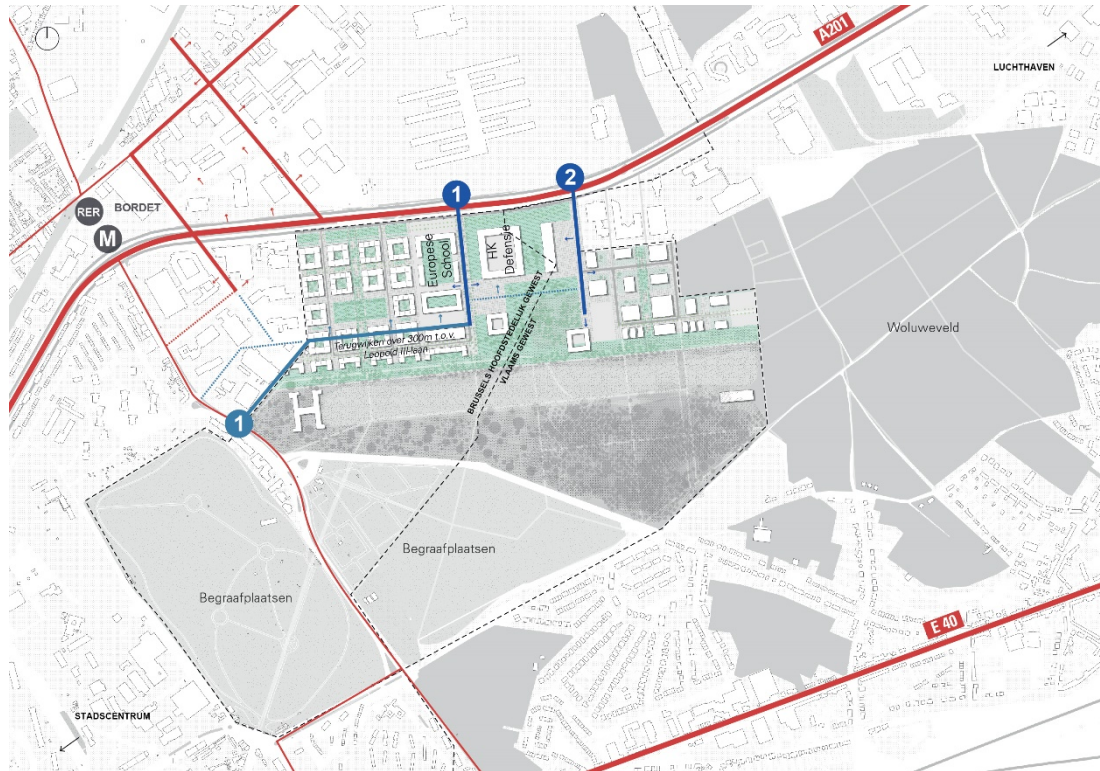 A201
LUCHTHAVEN
1
2
RER
BORDET
M
Europese
School
HK
Defensie
Terugwijken over 300m t.o.v.
Leopold III-laan
BRUSSELS HOOFDSTEDELIJK GEWEST
VLAAMS GEWEST
Woluweveld
1
Begraafplaatsen
Begraafplaatsen
E 40
STADSCENTRUM